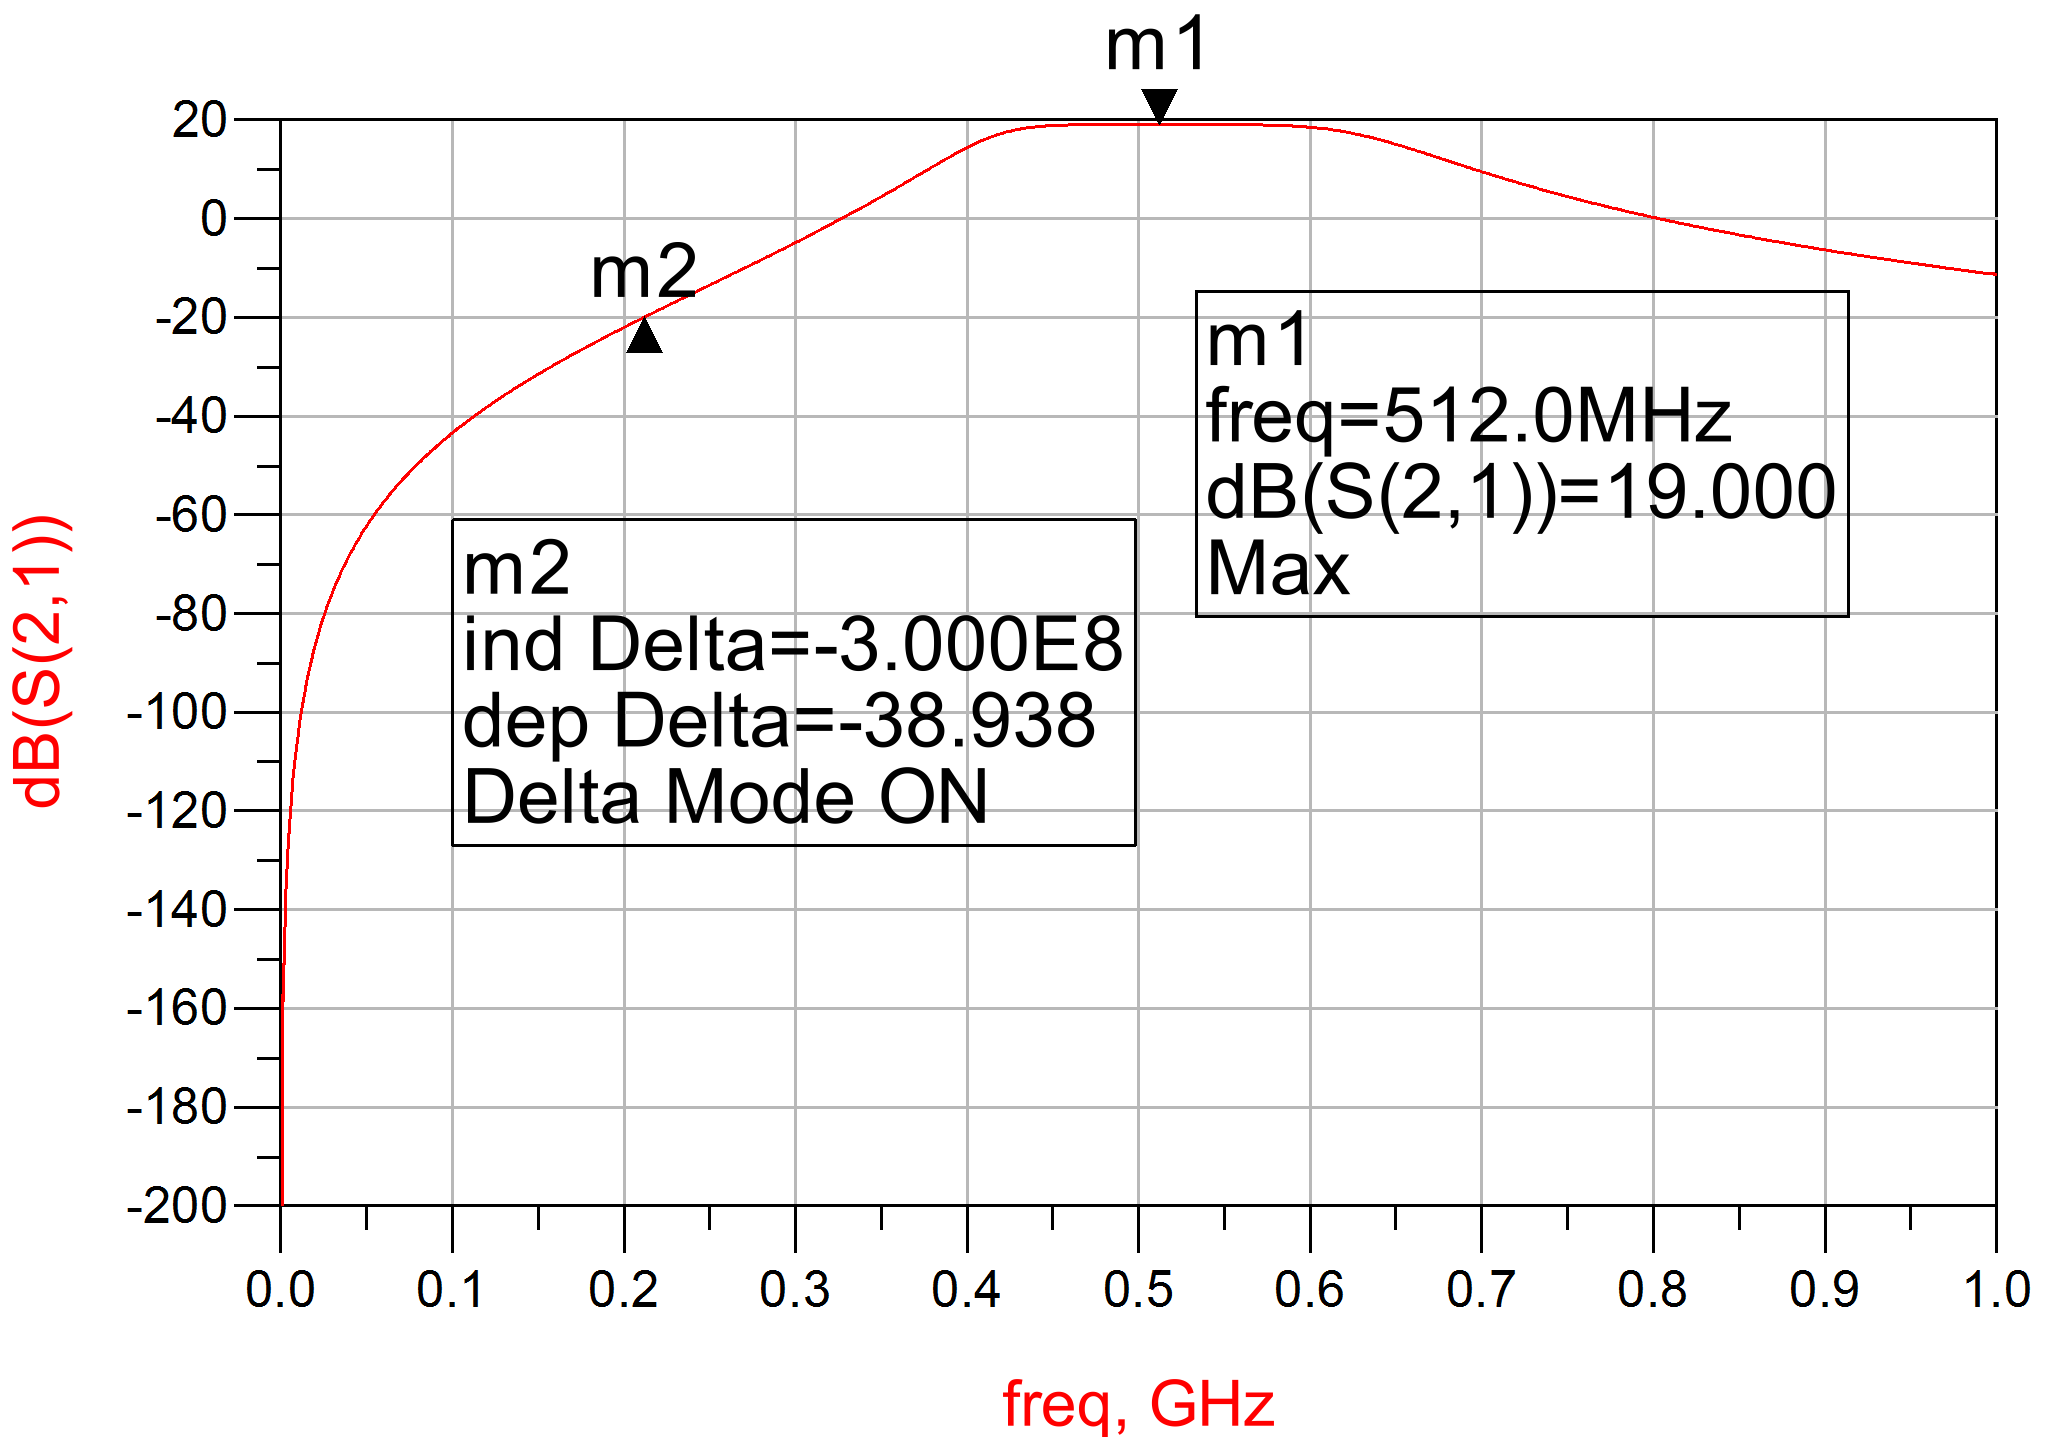 m1
m2
20
0
-20
-40
-60
-80
-100
-120
-140
-160
-180
-200
dB(S(2,1))
m1
freq=512.0MHz
dB(S(2,1))=19.000
Max
m2
ind Delta=-3.000E8
dep Delta=-38.938
Delta Mode ON
0.0 0.1 0.2 0.3 0.4 0.5 0.6 0.7 0.8 0.9 1.0
freq, GHz